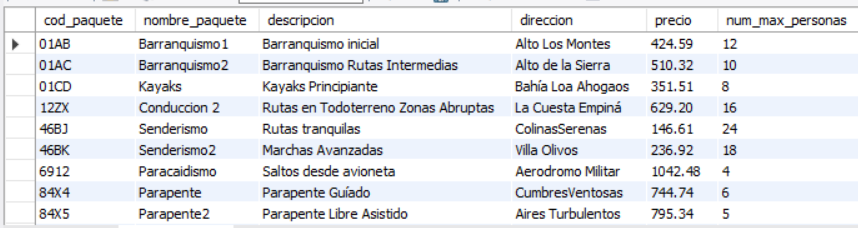 cod_paquete nombre_paquete descripcion direccion precio num_max_personas
01AB Barranquismo1 Barranquismo inicial Alto Los Montes 424.59 12
01AC Barranquismo2 Barranquismo Rutas Intermedias Alto de la Sierra 510.32 10
01CD Kayaks Kayaks Principiante Bahía Loa Ahogaos 351.51 8
12ZX Conduccion 2 Rutas en Todoterreno Zonas Abruptas La Cuesta Empiná 629.20 16
46BJ Senderismo Rutas tranquilas ColinasSerenas 146.61 24
46BK Senderismo2 Marchas Avanzadas Villa Olivos 236.92 18
6912 Paracaidismo Saltos desde avioneta Aerodromo Militar 1042.48 4
84X4 Parapente Parapente Guíado CumbresVentosas 744.74 6
84X5 Parapente2 Parapente Libre Asistido Aires Turbulentos 795.34 5